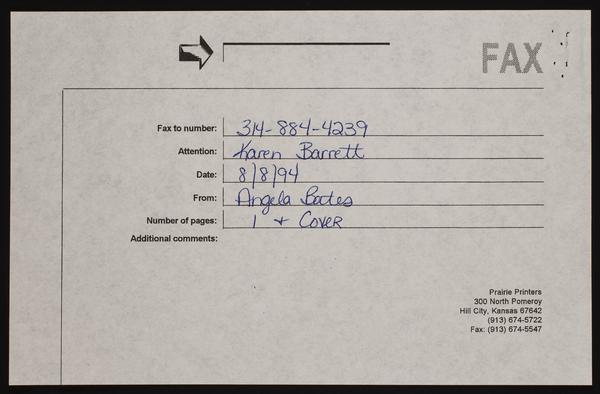 FAX
Fax to number: 314-884-4239
Attention: Karen Barrett
Date: 8/8/94
From: Angela Bates
Number of pages: 1 + Cover
Additional comments:
Prairie Printers
300 North Pomeroy
Hill City, Kansas 67642
(913) 674-5722
Fax: (913) 674-5547